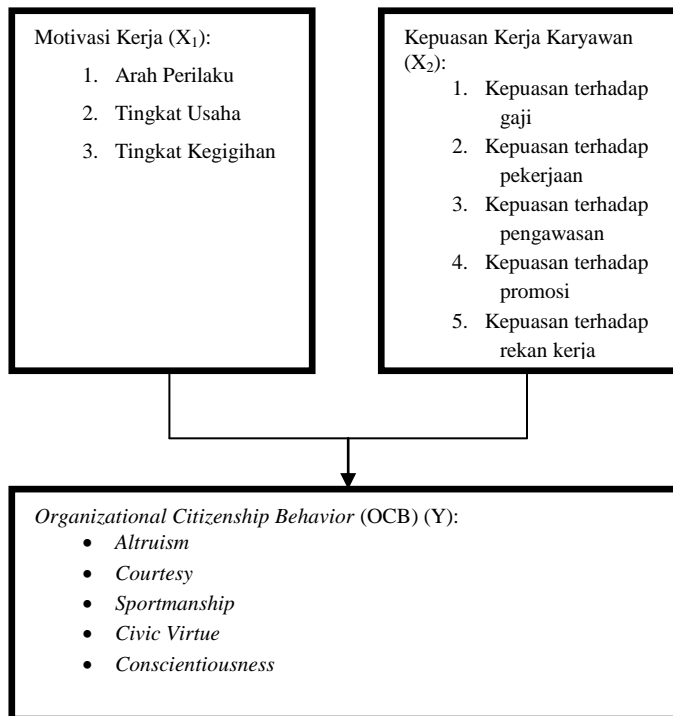 Motivasi Kerja (X₁):
1. Arah Perilaku
2. Tingkat Usaha
3. Tingkat Kegigihan
Kepuasan Kerja Karyawan
(X₂):
1. Kepuasan terhadap
gaji
2. Kepuasan terhadap
pekerjaan
3. Kepuasan terhadap
pengawasan
4. Kepuasan terhadap
promosi
5. Kepuasan terhadap
rekan kerja
Organizational Citizenship Behavior (OCB) (Y):
• Altruism
• Courtesy
• Sportmanship
• Civic Virtue
• Conscientiousness